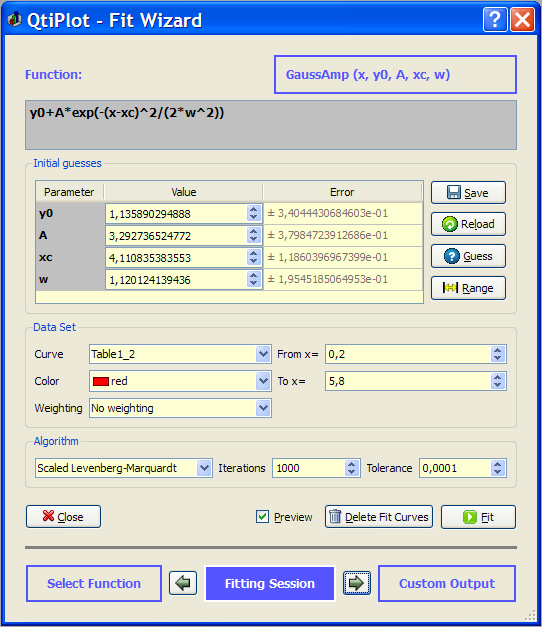 QtiPlot - Fit Wizard
Function: GaussAmp (x, y0, A, xc, w)
y0+A*exp(-(x-xc)^2/(2*w^2))
Initial guesses
Parameter Value Error
y0 1,135890294888 ± 3,4044430684603e-01
A 3,292736524772 ± 3,7984723912686e-01
xc 4,110835383553 ± 1,1860396967399e-01
w 1,120124139436 ± 1,9545185064953e-01
Save
Reload
Guess
Range
Data Set
Curve Table1_2 From x= 0,2
Color red To x= 5,8
Weighting No weighting
Algorithm
Scaled Levenberg-Marquardt Iterations 1000 Tolerance 0,0001
Close Preview Delete Fit Curves Fit
Select Function Fitting Session Custom Output